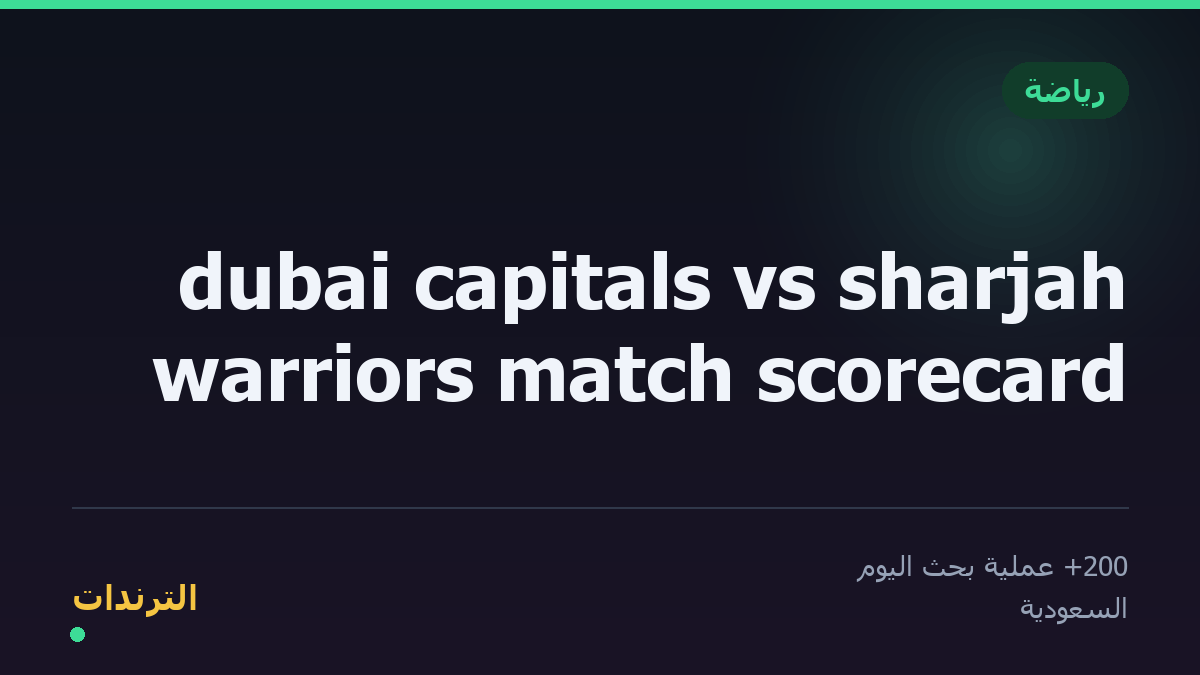 رياضة
dubai capitals vs sharjah
warriors match scorecard
200+ عملية بحث اليوم
السعودية
الترندات